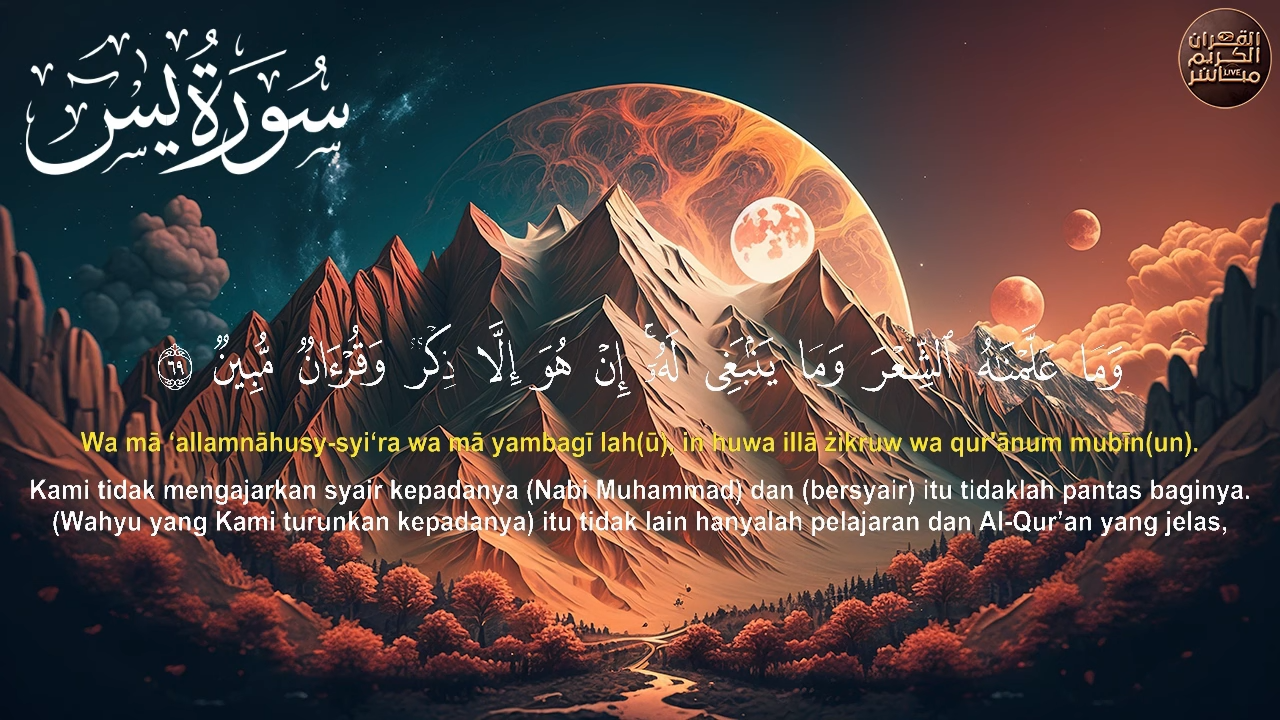 سُورَةُ يسٓ
القرآن
الكريم
LIVE
مباشر
وَمَا عَلَّمْنَٰهُ ٱلشِّعْرَ وَمَا يَنۢبَغِى لَهُۥٓ ۚ إِنْ هُوَ إِلَّا ذِكْرٌ وَقُرْءَانٌ مُّبِينٌ ٦٩
Wa mā ‘allamnāhusy-syi‘ra wa mā yambagī lah(ū), in huwa illā żikruw wa qur'ānum mubīn(un).
Kami tidak mengajarkan syair kepadanya (Nabi Muhammad) dan (bersyair) itu tidaklah pantas baginya.
(Wahyu yang Kami turunkan kepadanya) itu tidak lain hanyalah pelajaran dan Al-Qur’an yang jelas,